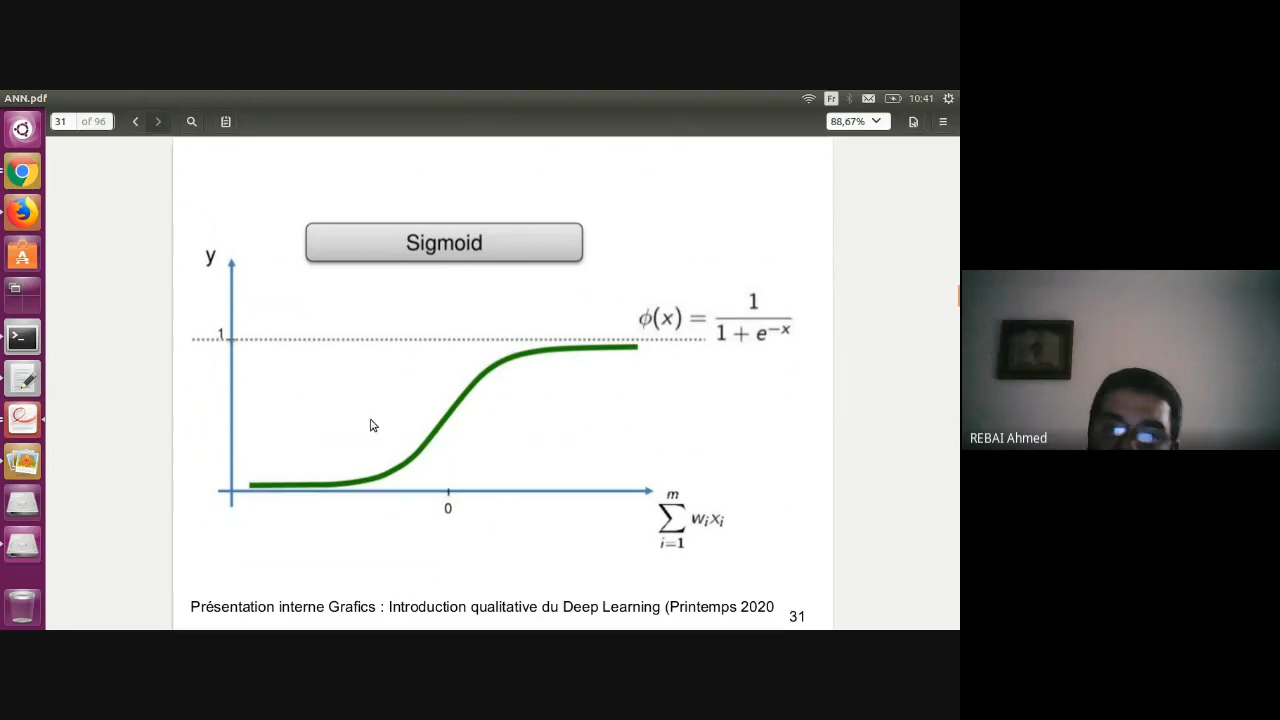 ANN.pdf
Fr
10:41
31 of 96
88,67%
Sigmoid
y
ϕ(x) = 1 / (1 + e^{-x})
1
0
∑_{i=1}^{m} w_i x_i
Présentation interne Grafics : Introduction qualitative du Deep Learning (Printemps 2020
31
REBAI Ahmed